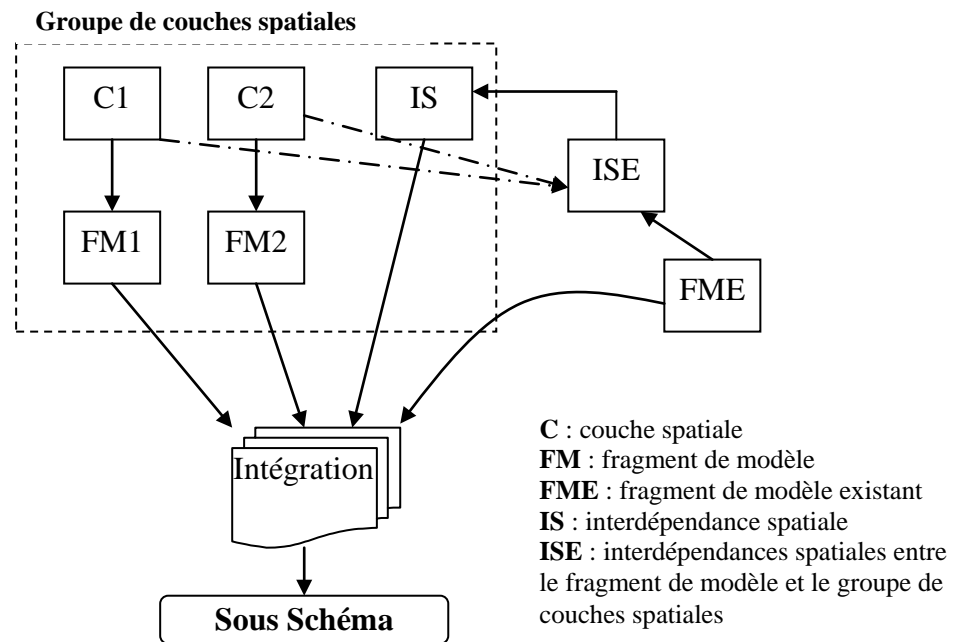 Groupe de couches spatiales
C1
C2
IS
ISE
FM1
FM2
FME
Intégration
Sous Schéma
C : couche spatiale
FM : fragment de modèle
FME : fragment de modèle existant
IS : interdépendance spatiale
ISE : interdépendances spatiales entre
le fragment de modèle et le groupe de
couches spatiales